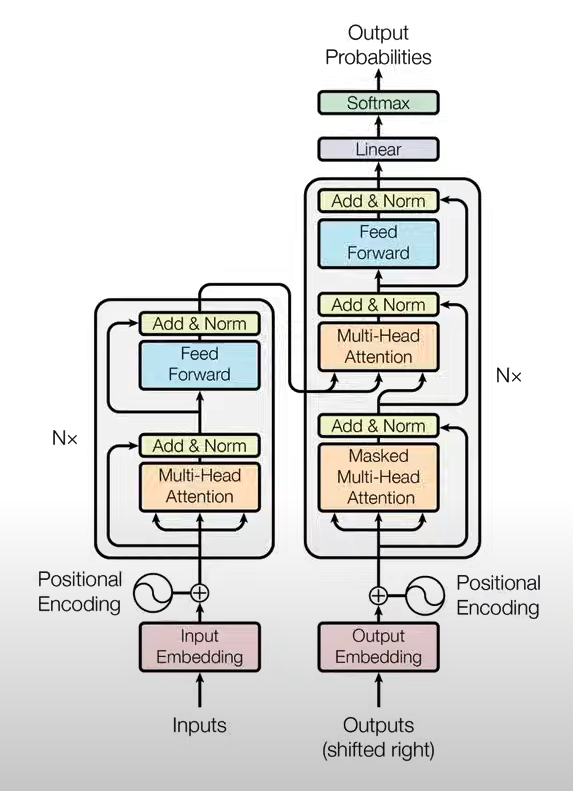 Output
Probabilities
Softmax
Linear
Add & Norm
Feed
Forward
Add & Norm
Multi-Head
Attention
Add & Norm
Masked
Multi-Head
Attention
N×
Add & Norm
Feed
Forward
Add & Norm
Multi-Head
Attention
N×
Positional
Encoding
Positional
Encoding
Input
Embedding
Output
Embedding
Inputs
Outputs
(shifted right)